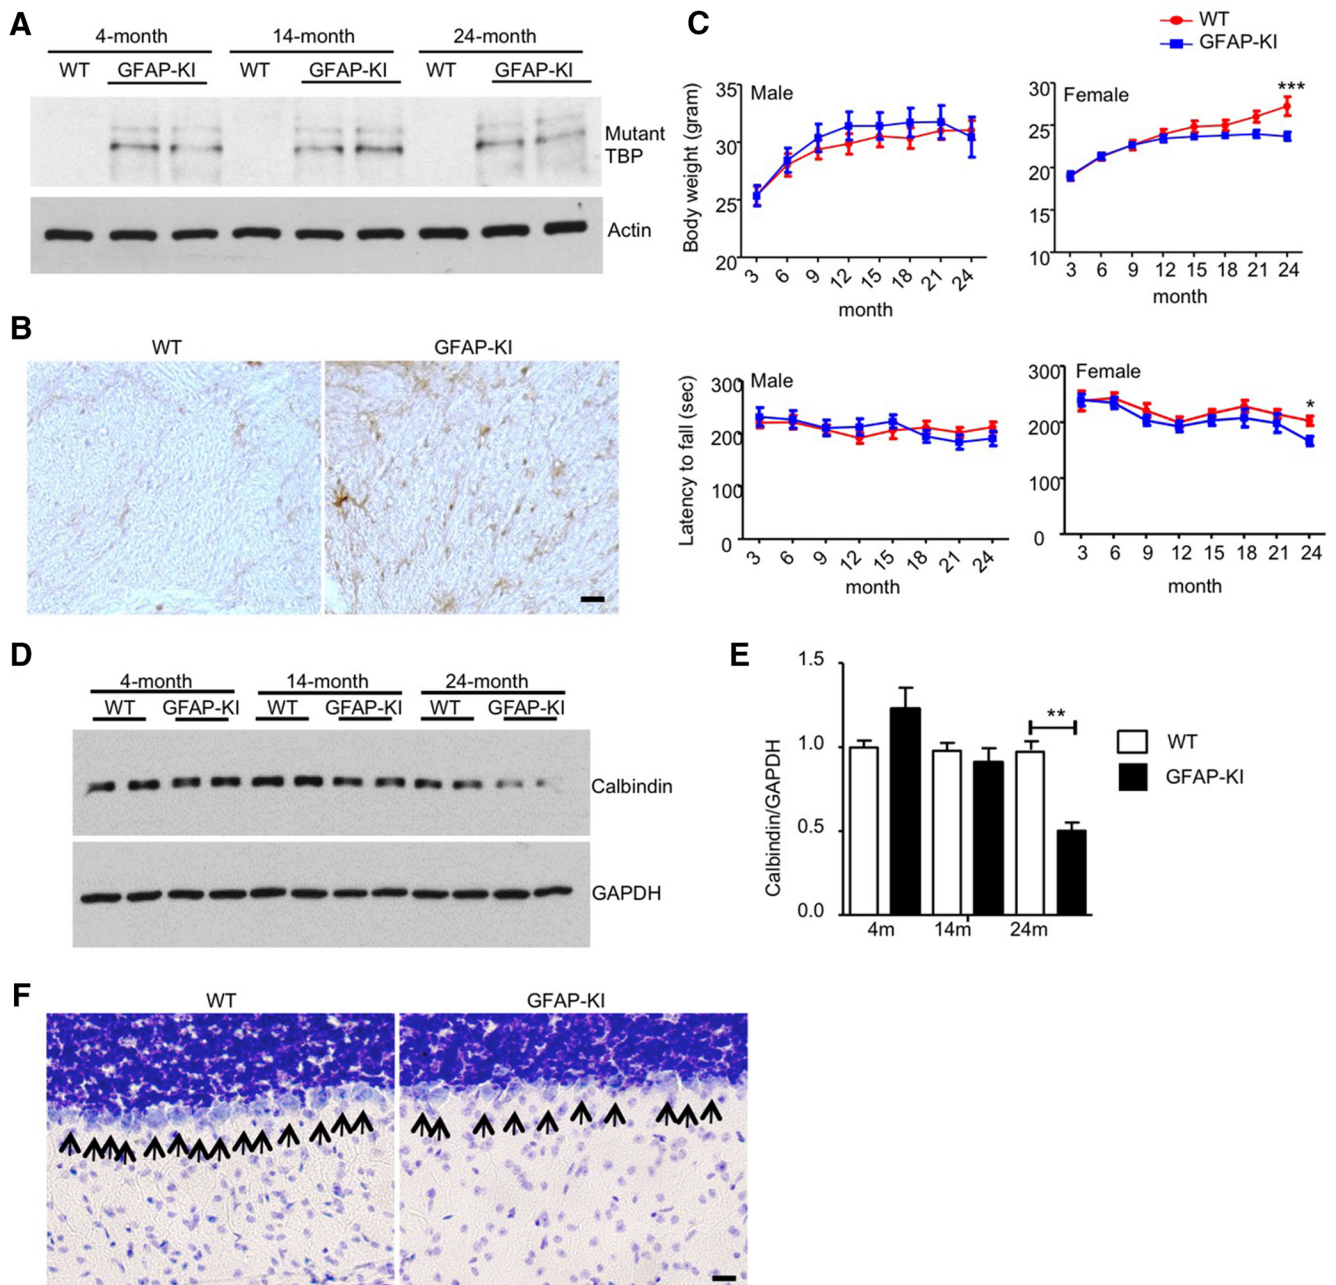 A
4-month 14-month 24-month
WT GFAP-KI WT GFAP-KI WT GFAP-KI
Mutant
TBP
Actin
B
WT GFAP-KI
C
WT
GFAP-KI
Body weight (gram)
Male
35
30
25
20
3 6 9 12 15 18 21 24
month
Female
***
30
25
20
15
10
3 6 9 12 15 18 21 24
month
Latency to fall (sec)
Male
300
200
100
0
3 6 9 12 15 18 21 24
month
Female
*
300
200
100
0
3 6 9 12 15 18 21 24
month
D
4-month 14-month 24-month
WT GFAP-KI WT GFAP-KI WT GFAP-KI
Calbindin
GAPDH
E
Calbindin/GAPDH
1.5
1.0
0.5
0.0
**
4m 14m 24m
WT
GFAP-KI
F
WT GFAP-KI